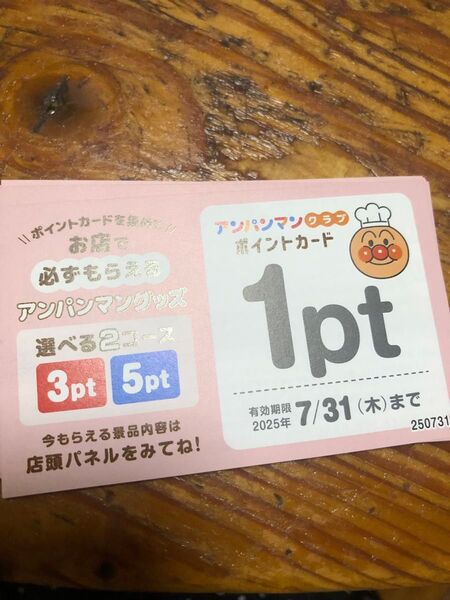 ポイントカードを集めて
お店で
必ずもらえる
アンパンマングッズ
選べる2コース
3pt 5pt
今もらえる景品内容は
店頭パネルをみてね!
アンパンマンクラブ
ポイントカード
1pt
有効期限
2025年 7/31(木)まで
250731